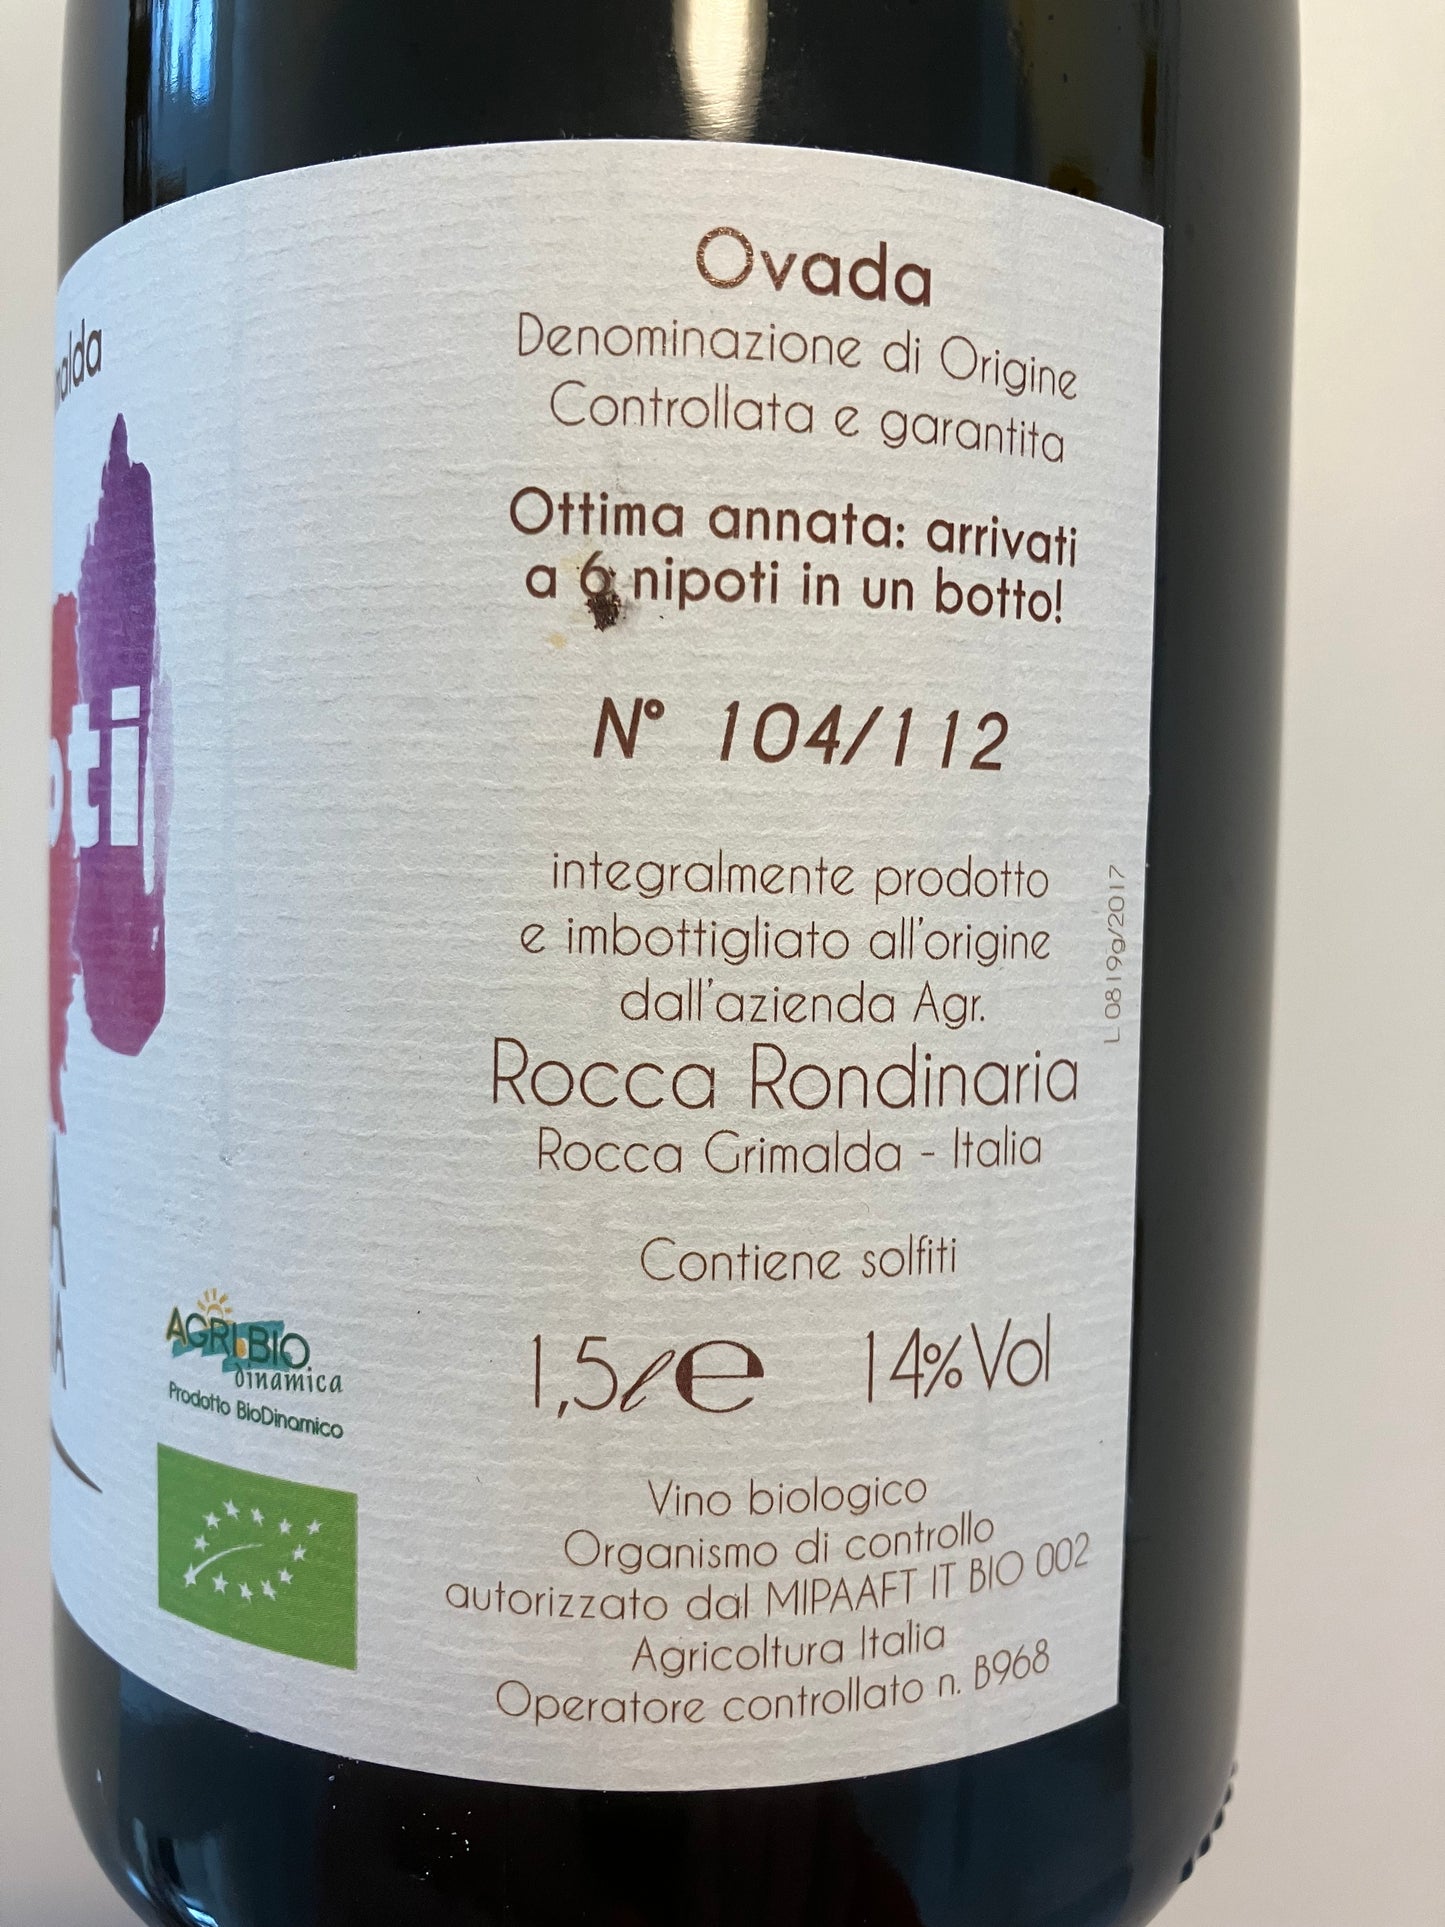 Ovada
Denominazione di Origine
Controllata e garantita
Ottima annata: arrivati
a 6 nipoti in un botto!
N° 104/112
integralmente prodotto
e imbottigliato all'origine
dall'azienda Agr.
Rocca Rondinaria
Rocca Grimalda - Italia
Contiene solfiti
1,5 l e 14% Vol
Vino biologico
Organismo di controllo
autorizzato dal MIPAAFT IT BIO 002
Agricoltura Italia
Operatore controllato n. B968
L 0819g/2017
AGRI.BIO.
dinamica
Prodotto BioDinamico